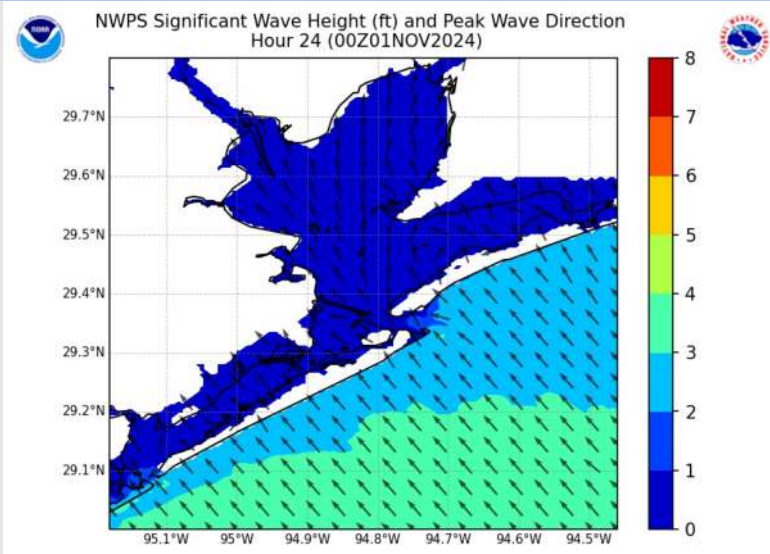 NWPS Significant Wave Height (ft) and Peak Wave Direction
Hour 24 (00Z01NOV2024)
NOAA
8
7
6
5
4
3
2
1
0
29.7°N
29.6°N
29.5°N
29.4°N
29.3°N
29.2°N
29.1°N
95.1°W 95°W 94.9°W 94.8°W 94.7°W 94.6°W 94.5°W